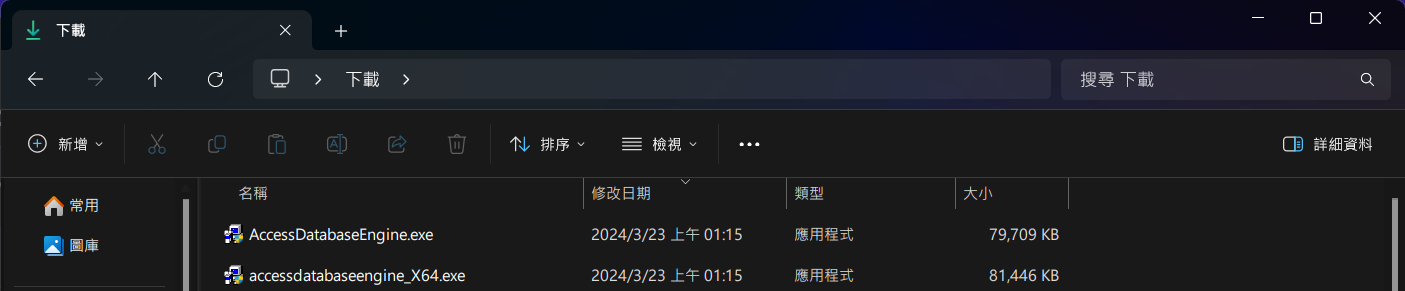 下載
下載
搜尋 下載
新增 排序 檢視 詳細資料
常用
圖庫
名稱 修改日期 類型 大小
AccessDatabaseEngine.exe 2024/3/23 上午 01:15 應用程式 79,709 KB
accessdatabaseengine_X64.exe 2024/3/23 上午 01:15 應用程式 81,446 KB